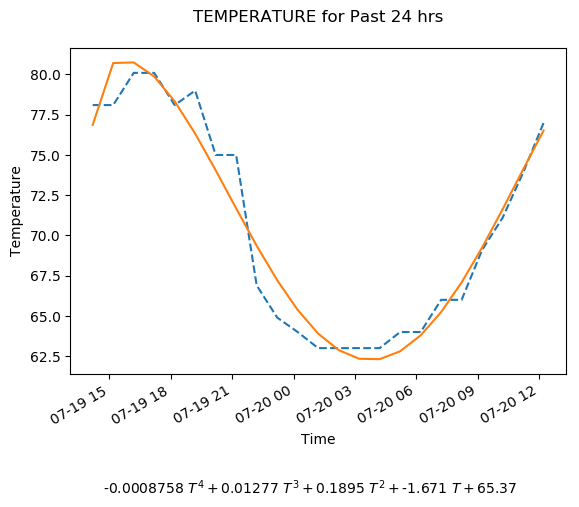 TEMPERATURE for Past 24 hrs
80.0
77.5
75.0
72.5
70.0
67.5
65.0
62.5
Temperature
07-19 15 07-19 18 07-19 21 07-20 00 07-20 03 07-20 06 07-20 09 07-20 12
Time
-0.0008758 T⁴ + 0.01277 T³ + 0.1895 T² + -1.671 T + 65.37